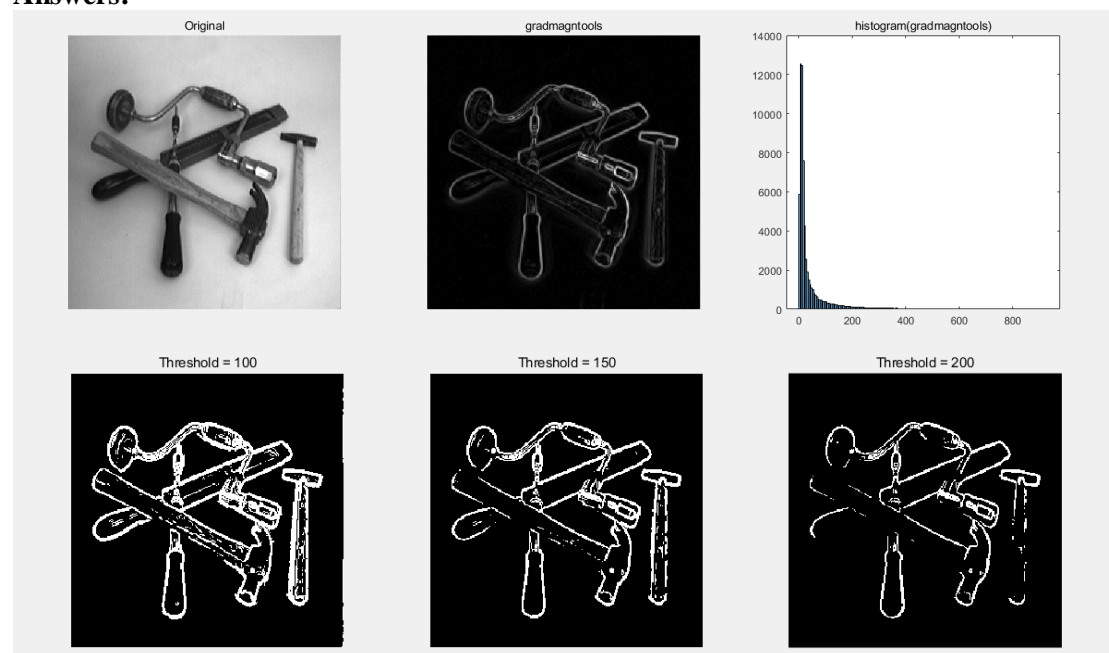 Answers:
Original
gradmagntools
histogram(gradmagntools)
14000
12000
10000
8000
6000
4000
2000
0
0 200 400 600 800
Threshold = 100
Threshold = 150
Threshold = 200